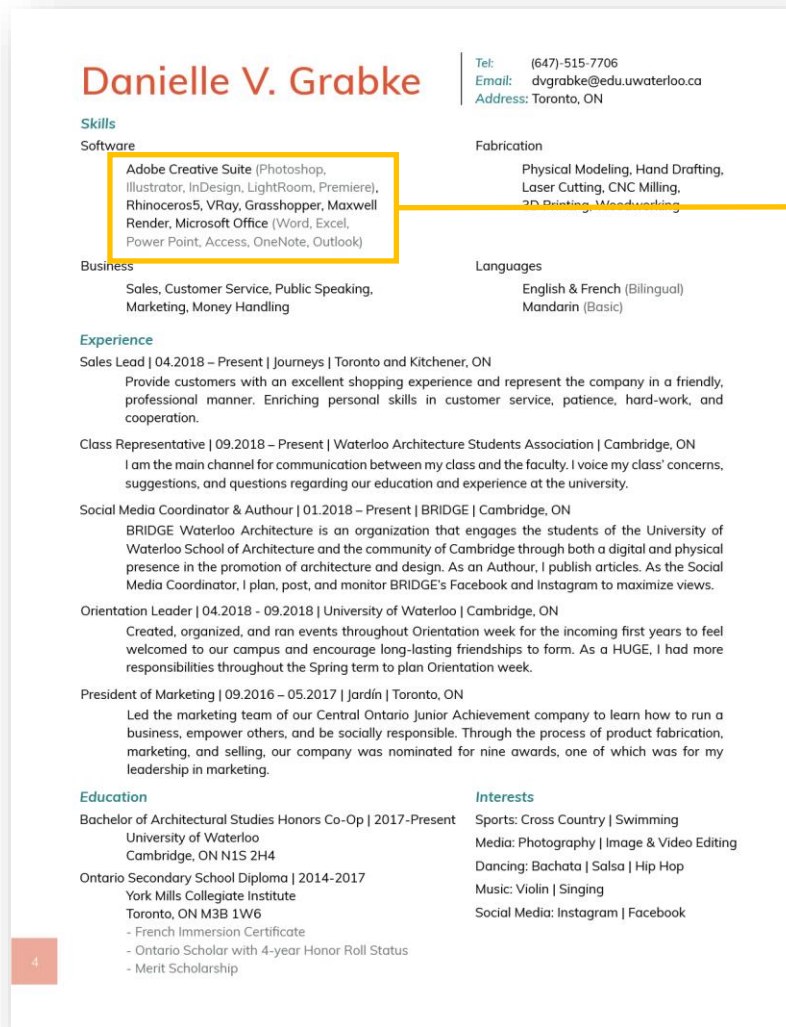 Danielle V. Grabke
Tel: (647)-515-7706
Email: dvgrabke@edu.uwaterloo.ca
Address: Toronto, ON
Skills
Software
Adobe Creative Suite (Photoshop,
Illustrator, InDesign, LightRoom, Premiere),
Rhinoceros5, VRay, Grasshopper, Maxwell
Render, Microsoft Office (Word, Excel,
Power Point, Access, OneNote, Outlook)
Fabrication
Physical Modeling, Hand Drafting,
Laser Cutting, CNC Milling,
3D Printing, Woodworking
Business
Sales, Customer Service, Public Speaking,
Marketing, Money Handling
Languages
English & French (Bilingual)
Mandarin (Basic)
Experience
Sales Lead | 04.2018 – Present | Journeys | Toronto and Kitchener, ON
Provide customers with an excellent shopping experience and represent the company in a friendly,
professional manner. Enriching personal skills in customer service, patience, hard-work, and
cooperation.
Class Representative | 09.2018 – Present | Waterloo Architecture Students Association | Cambridge, ON
I am the main channel for communication between my class and the faculty. I voice my class' concerns,
suggestions, and questions regarding our education and experience at the university.
Social Media Coordinator & Authour | 01.2018 – Present | BRIDGE | Cambridge, ON
BRIDGE Waterloo Architecture is an organization that engages the students of the University of
Waterloo School of Architecture and the community of Cambridge through both a digital and physical
presence in the promotion of architecture and design. As an Authour, I publish articles. As the Social
Media Coordinator, I plan, post, and monitor BRIDGE's Facebook and Instagram to maximize views.
Orientation Leader | 04.2018 - 09.2018 | University of Waterloo | Cambridge, ON
Created, organized, and ran events throughout Orientation week for the incoming first years to feel
welcomed to our campus and encourage long-lasting friendships to form. As a HUGE, I had more
responsibilities throughout the Spring term to plan Orientation week.
President of Marketing | 09.2016 – 05.2017 | Jardín | Toronto, ON
Led the marketing team of our Central Ontario Junior Achievement company to learn how to run a
business, empower others, and be socially responsible. Through the process of product fabrication,
marketing, and selling, our company was nominated for nine awards, one of which was for my
leadership in marketing.
Education
Bachelor of Architectural Studies Honors Co-Op | 2017-Present
University of Waterloo
Cambridge, ON N1S 2H4
Ontario Secondary School Diploma | 2014-2017
York Mills Collegiate Institute
Toronto, ON M3B 1W6
- French Immersion Certificate
- Ontario Scholar with 4-year Honor Roll Status
- Merit Scholarship
Interests
Sports: Cross Country | Swimming
Media: Photography | Image & Video Editing
Dancing: Bachata | Salsa | Hip Hop
Music: Violin | Singing
Social Media: Instagram | Facebook
4